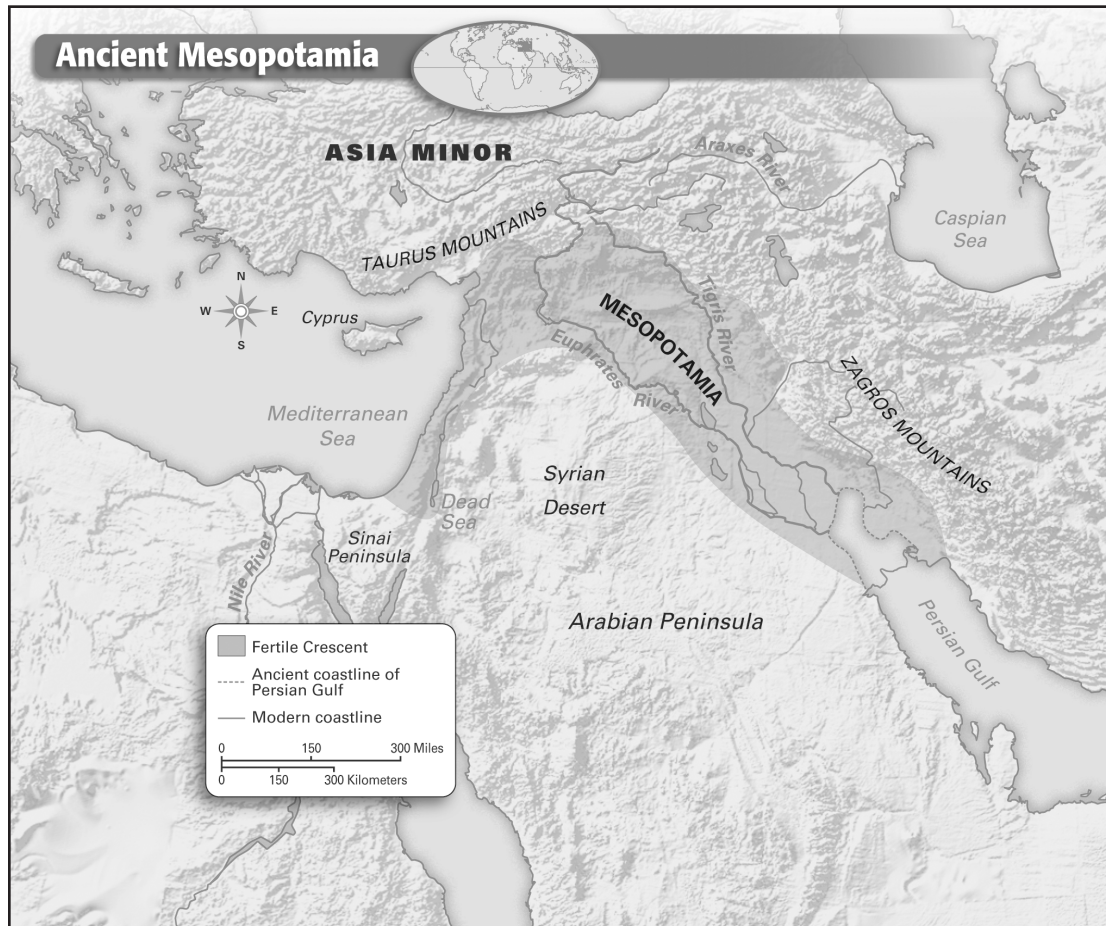 Ancient Mesopotamia
ASIA MINOR
Araxes River
Caspian
Sea
TAURUS MOUNTAINS
N
W
E
S
Cyprus
Tigris River
MESOPOTAMIA
Euphrates River
ZAGROS MOUNTAINS
Mediterranean
Sea
Syrian
Desert
Dead
Sea
Sinai
Peninsula
Nile River
Arabian Peninsula
Persian Gulf
Fertile Crescent
Ancient coastline of
Persian Gulf
Modern coastline
0 150 300 Miles
0 150 300 Kilometers